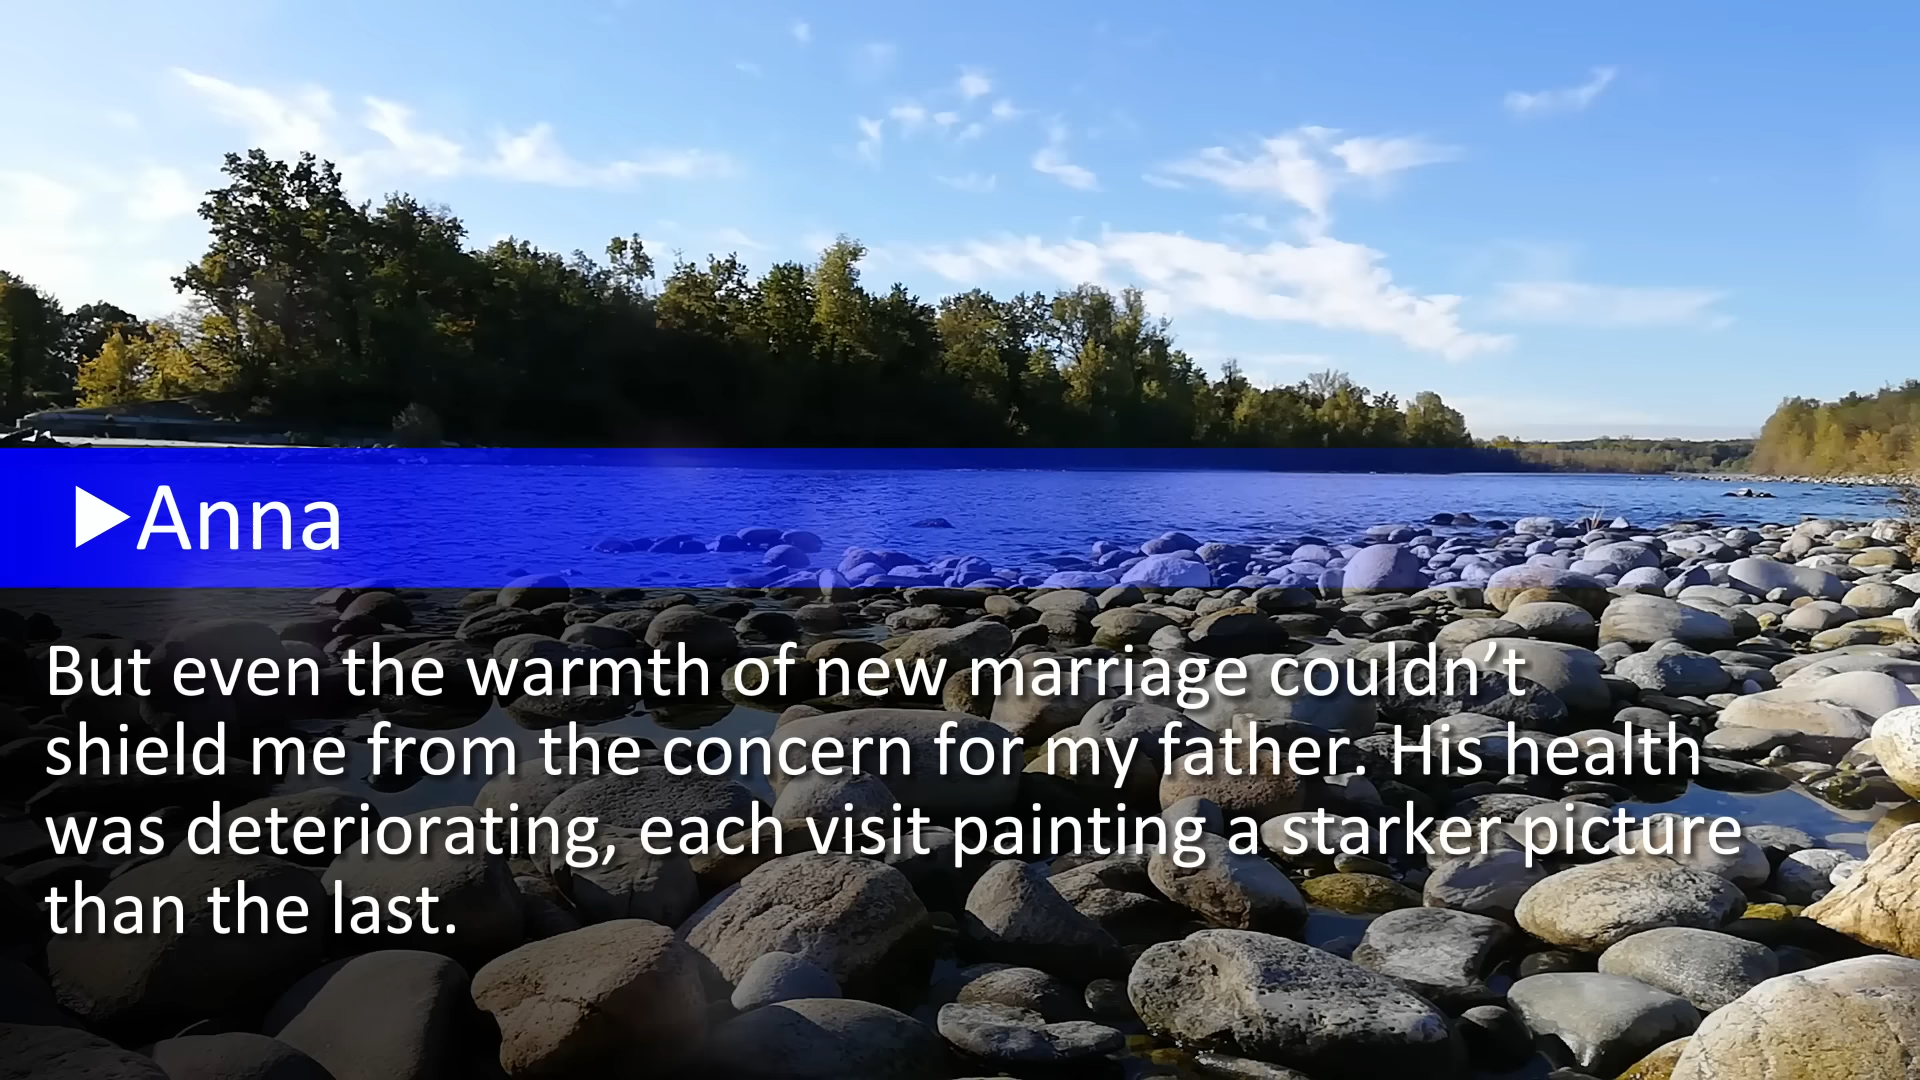 ▶Anna
But even the warmth of new marriage couldn’t
shield me from the concern for my father. His health
was deteriorating, each visit painting a starker picture
than the last.